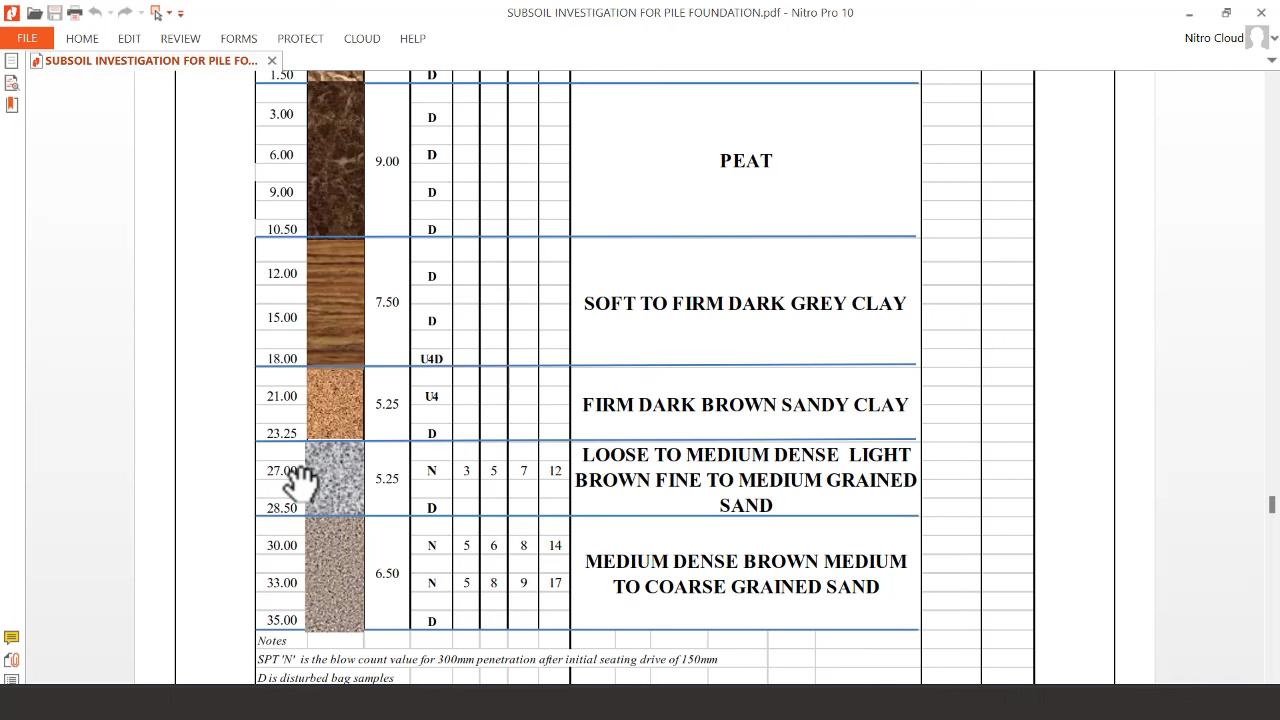 SUBSOIL INVESTIGATION FOR PILE FOUNDATION.pdf - Nitro Pro 10
FILE HOME EDIT REVIEW FORMS PROTECT CLOUD HELP Nitro Cloud
SUBSOIL INVESTIGATION FOR PILE FO...
1.50 D
3.00 D
6.00 D
9.00 PEAT
9.00 D
10.50 D
12.00 D
7.50 SOFT TO FIRM DARK GREY CLAY
15.00 D
18.00 U4D
21.00 U4
5.25 FIRM DARK BROWN SANDY CLAY
23.25 D
LOOSE TO MEDIUM DENSE LIGHT
27.00 N 3 5 7 12
5.25 BROWN FINE TO MEDIUM GRAINED
28.50 D SAND
30.00 N 5 6 8 14
MEDIUM DENSE BROWN MEDIUM
6.50
33.00 N 5 8 9 17 TO COARSE GRAINED SAND
35.00 D
Notes
SPT 'N' is the blow count value for 300mm penetration after initial seating drive of 150mm
D is disturbed bag samples